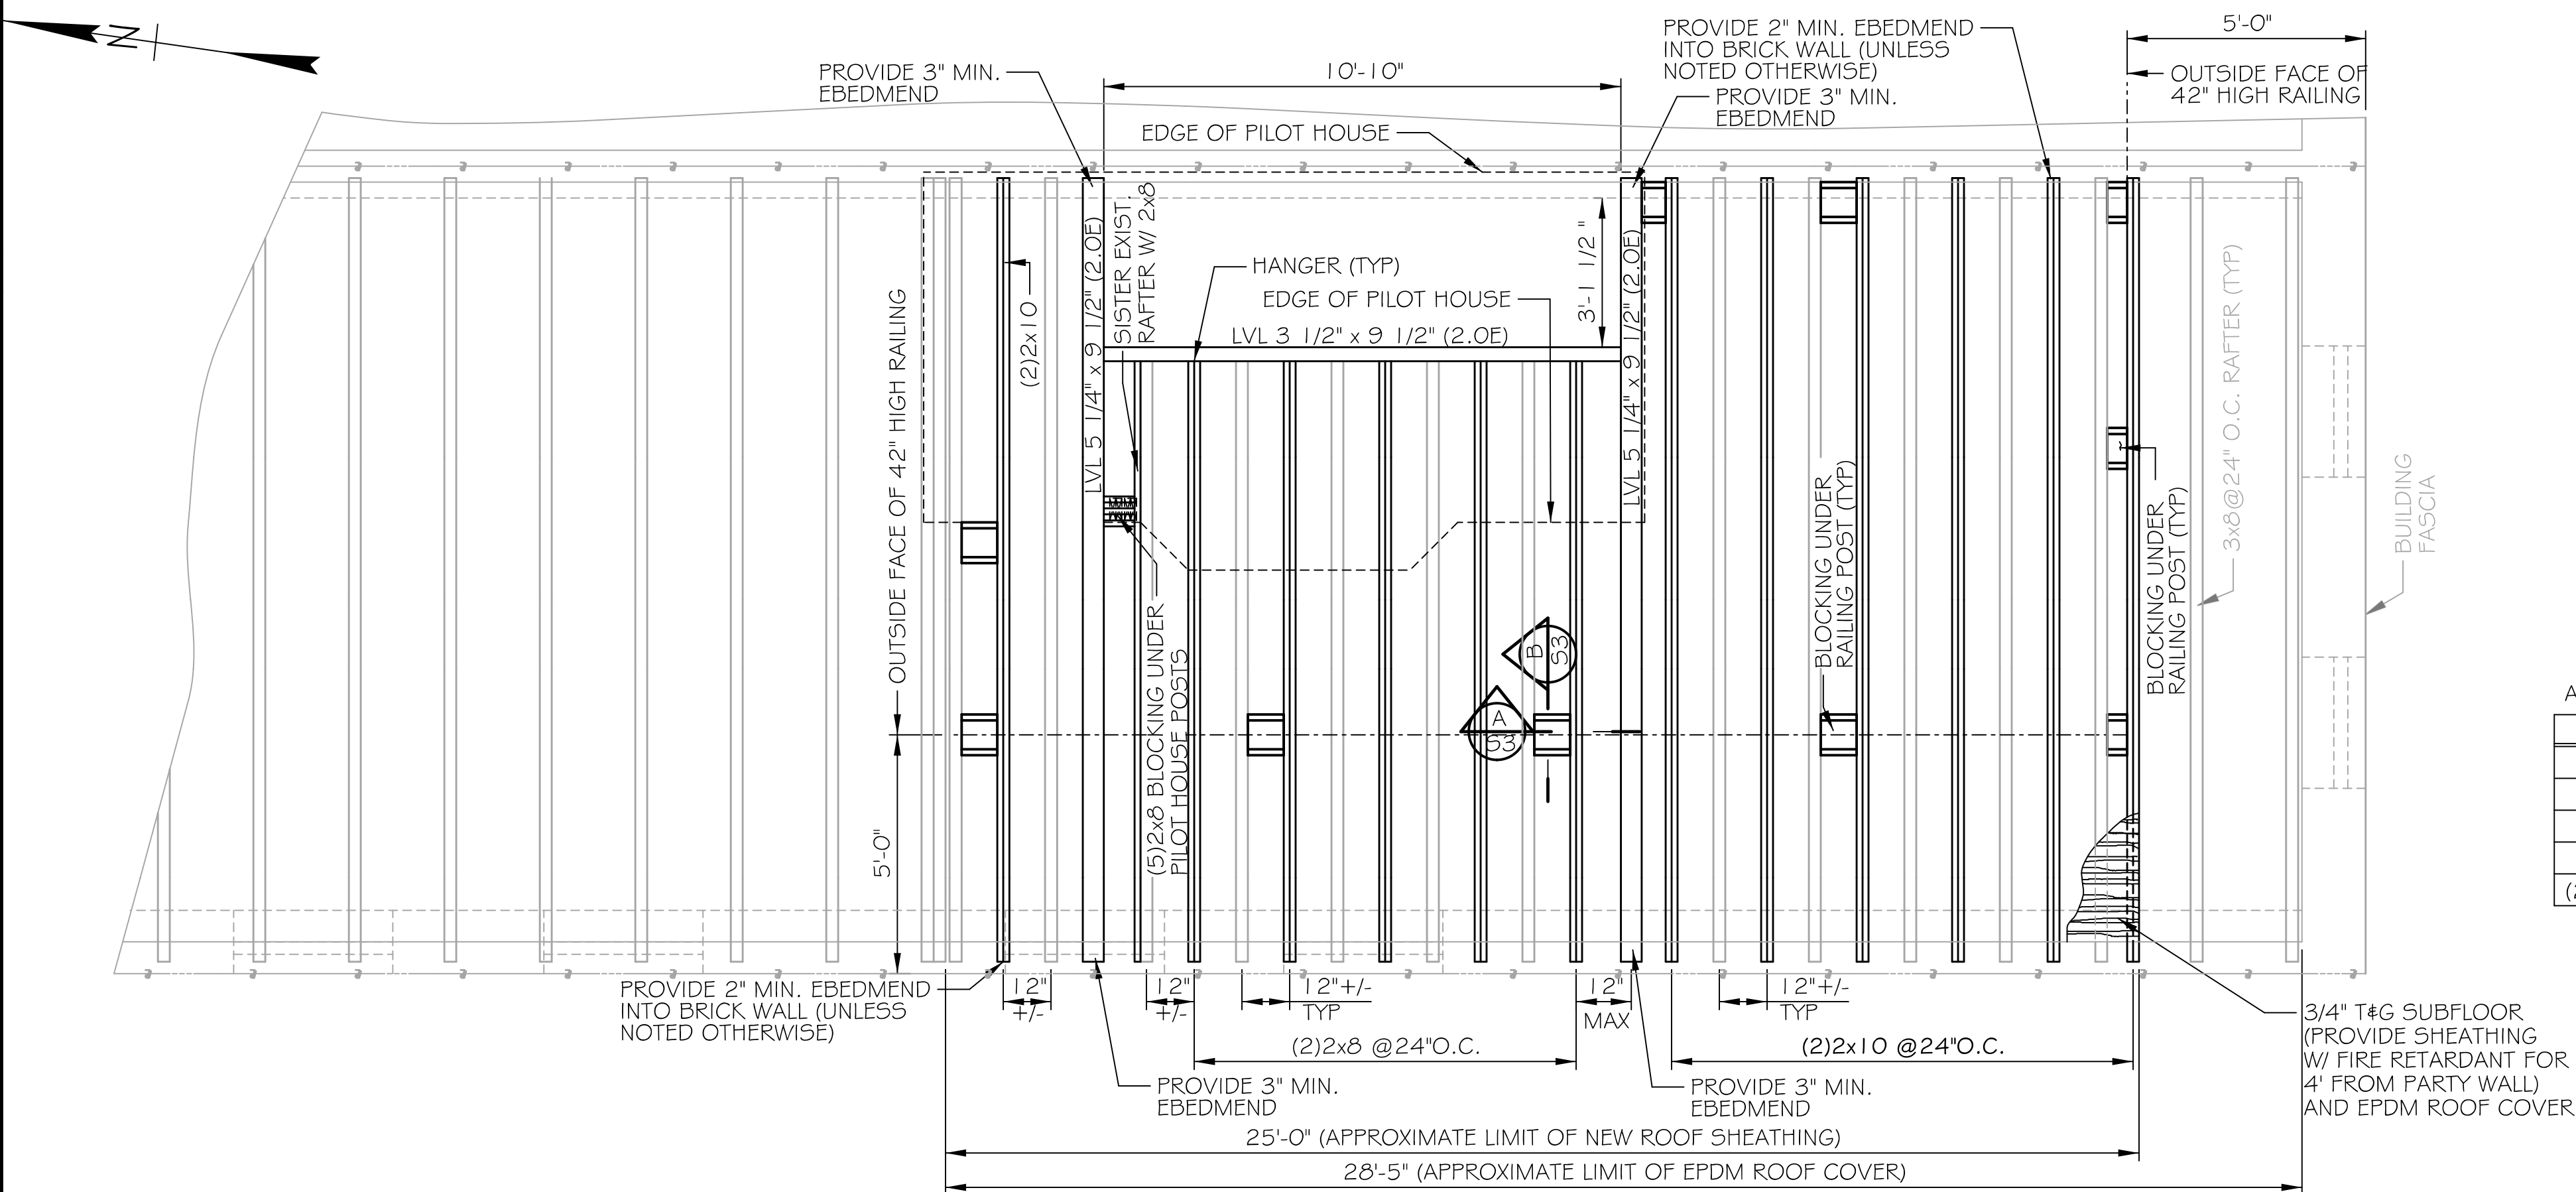 N
PROVIDE 3" MIN.
EBEDMEND
10'-10"
PROVIDE 2" MIN. EBEDMEND
INTO BRICK WALL (UNLESS
NOTED OTHERWISE)
PROVIDE 3" MIN.
EBEDMEND
5'-0"
OUTSIDE FACE OF
42" HIGH RAILING
EDGE OF PILOT HOUSE
SISTER EXIST.
RAFTER W/ 2x8
HANGER (TYP)
EDGE OF PILOT HOUSE
LVL 3 1/2" x 9 1/2" (2.0E)
3'-1 1/2 "
(2)2x10
LVL 5 1/4" x 9 1/2" (2.0E)
LVL 5 1/4" x 9 1/2" (2.0E)
OUTSIDE FACE OF 42" HIGH RAILING
5'-0"
(5)2x8 BLOCKING UNDER
PILOT HOUSE POSTS
B
S3
A
S3
BLOCKING UNDER
RAILING POST (TYP)
BLOCKING UNDER
RAILING POST (TYP)
3x8@24" O.C. RAFTER (TYP)
BUILDING
FASCIA
A
(2
PROVIDE 2" MIN. EBEDMEND
INTO BRICK WALL (UNLESS
NOTED OTHERWISE)
12"
+/-
12"
+/-
12"+/-
TYP
12"
MAX
12"+/-
TYP
(2)2x8 @24"O.C.
(2)2x10 @24"O.C.
PROVIDE 3" MIN.
EBEDMEND
PROVIDE 3" MIN.
EBEDMEND
3/4" T&G SUBFLOOR
(PROVIDE SHEATHING
W/ FIRE RETARDANT FOR
4' FROM PARTY WALL)
AND EPDM ROOF COVER
25'-0" (APPROXIMATE LIMIT OF NEW ROOF SHEATHING)
28'-5" (APPROXIMATE LIMIT OF EPDM ROOF COVER)